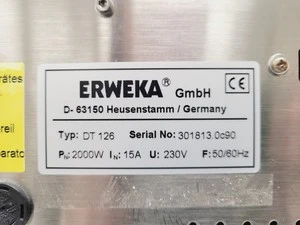 ERWEKA® GmbH
CE
D- 63150 Heusenstamm / Germany
Typ: DT 126 Serial No: 301813.0c90
PN: 2000W IN: 15A U: 230V F: 50/60Hz